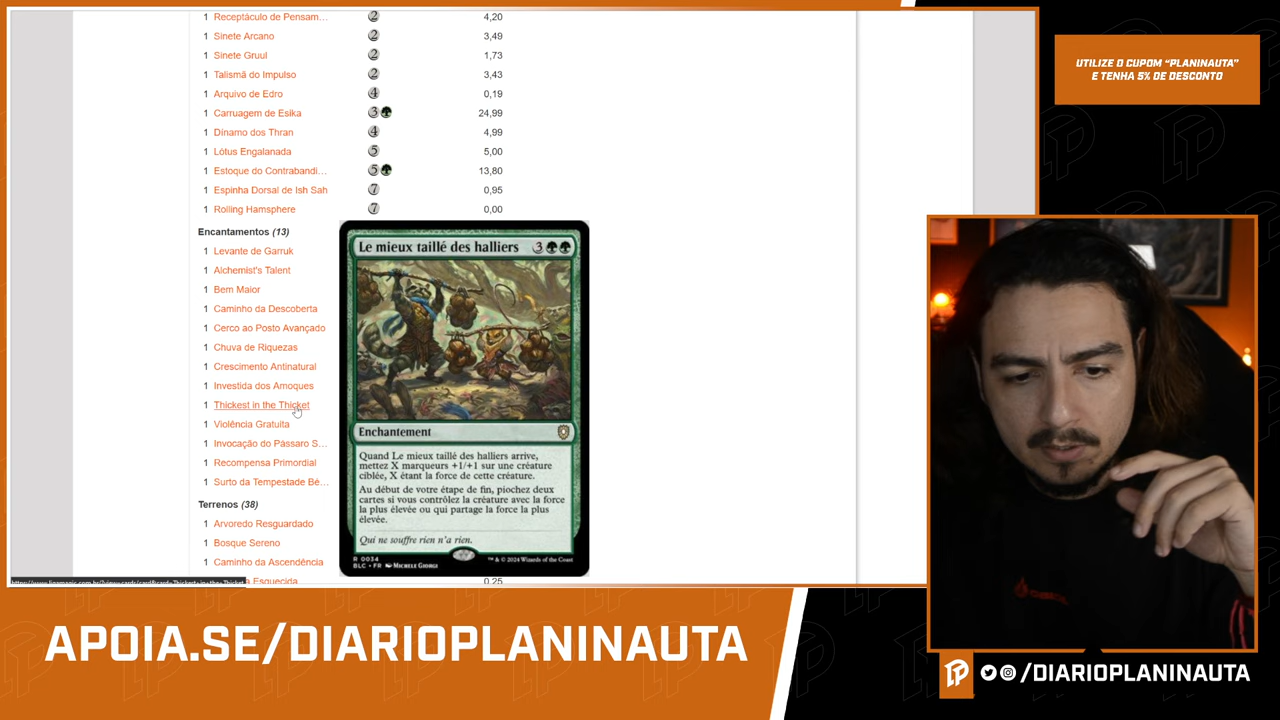 1 Receptáculo de Pensam... 2 4,20
1 Sinete Arcano 2 3,49
1 Sinete Gruul 2 1,73
1 Talismã do Impulso 2 3,43
1 Arquivo de Edro 4 0,19
1 Carruagem de Esika 3 24,99
1 Dínamo dos Thran 4 4,99
1 Lótus Engalanada 5 5,00
1 Estoque do Contrabandi... 5 13,80
1 Espinha Dorsal de Ish Sah 7 0,95
1 Rolling Hamsphere 7 0,00
Encantamentos (13)
1 Levante de Garruk
1 Alchemist's Talent
1 Bem Maior
1 Caminho da Descoberta
1 Cerco ao Posto Avançado
1 Chuva de Riquezas
1 Crescimento Antinatural
1 Investida dos Amoques
1 Thickest in the Thicket
1 Violência Gratuita
1 Invocação do Pássaro S...
1 Recompensa Primordial
1 Surto da Tempestade Bé...
Terrenos (38)
1 Arvoredo Resguardado
1 Bosque Sereno
1 Caminho da Ascendência
a Esquecida 0,25
Le mieux taillé des halliers 3
Enchantement
Quand Le mieux taillé des halliers arrive,
mettez X marqueurs +1/+1 sur une créature
ciblée, X étant la force de cette créature.
Au début de votre étape de fin, piochez deux
cartes si vous contrôlez la créature avec la force
la plus élevée ou qui partage la force la plus
élevée.
Qui ne souffre rien n'a rien.
R 0034
BLC • FR Michele Giorgi
™ & © 2024 Wizards of the Coast
UTILIZE O CUPOM “PLANINAUTA”
E TENHA 5% DE DESCONTO
APOIA.SE/DIARIOPLANINAUTA
/DIARIOPLANINAUTA